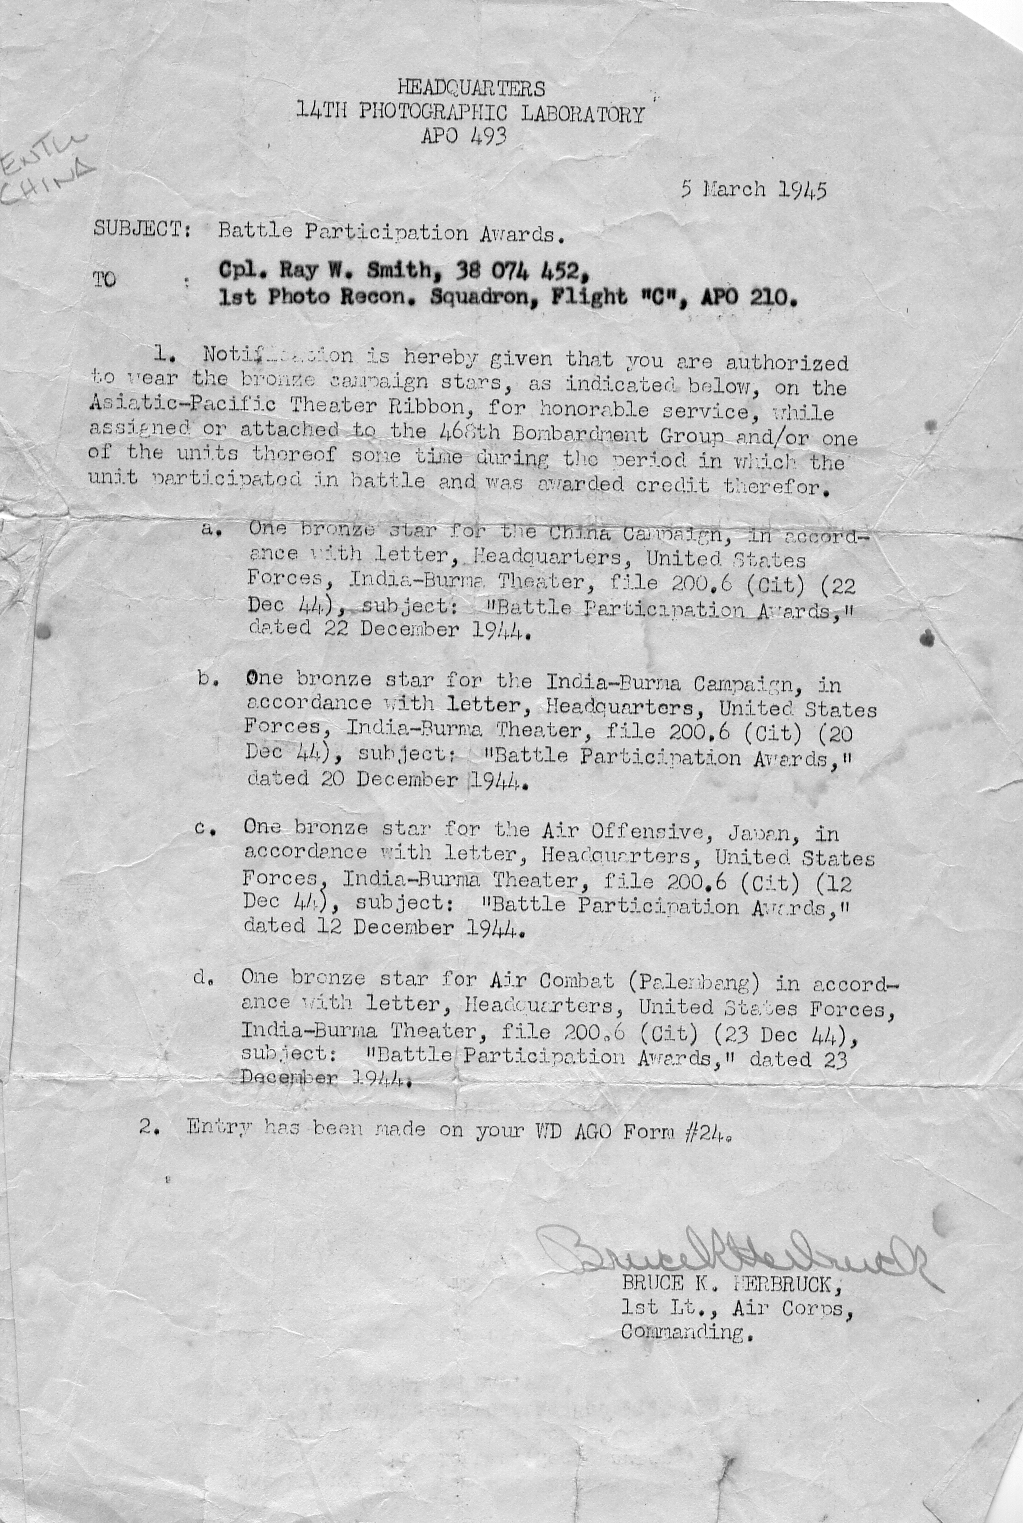 HEADQUARTERS
14TH PHOTOGRAPHIC LABORATORY
APO 493
CHINA
5 March 1945
SUBJECT: Battle Participation Awards.
TO : Cpl. Ray W. Smith, 38 074 452,
1st Photo Recon. Squadron, Flight "C", APO 210.
1. Notification is hereby given that you are authorized
to wear the bronze campaign stars, as indicated below, on the
Asiatic-Pacific Theater Ribbon, for honorable service, while
assigned or attached to the 468th Bombardment Group and/or one
of the units thereof some time during the period in which the
unit participated in battle and was awarded credit therefor.
a. One bronze star for the China Campaign, in accord-
ance with letter, Headquarters, United States
Forces, India-Burma Theater, file 200.6 (Cit) (22
Dec 44), subject: "Battle Participation Awards,"
dated 22 December 1944.
b. One bronze star for the India-Burma Campaign, in
accordance with letter, Headquarters, United States
Forces, India-Burma Theater, file 200.6 (Cit) (20
Dec 44), subject: "Battle Participation Awards,"
dated 20 December 1944.
c. One bronze star for the Air Offensive, Japan, in
accordance with letter, Headquarters, United States
Forces, India-Burma Theater, file 200.6 (Cit) (12
Dec 44), subject: "Battle Participation Awards,"
dated 12 December 1944.
d. One bronze star for Air Combat (Palembang) in accord-
ance with letter, Headquarters, United States Forces,
India-Burma Theater, file 200.6 (Cit) (23 Dec 44),
subject: "Battle Participation Awards," dated 23
December 1944.
2. Entry has been made on your WD AGO Form #24.
Bruce K Herbruck
BRUCE K. HERBRUCK,
1st Lt., Air Corps,
Commanding.